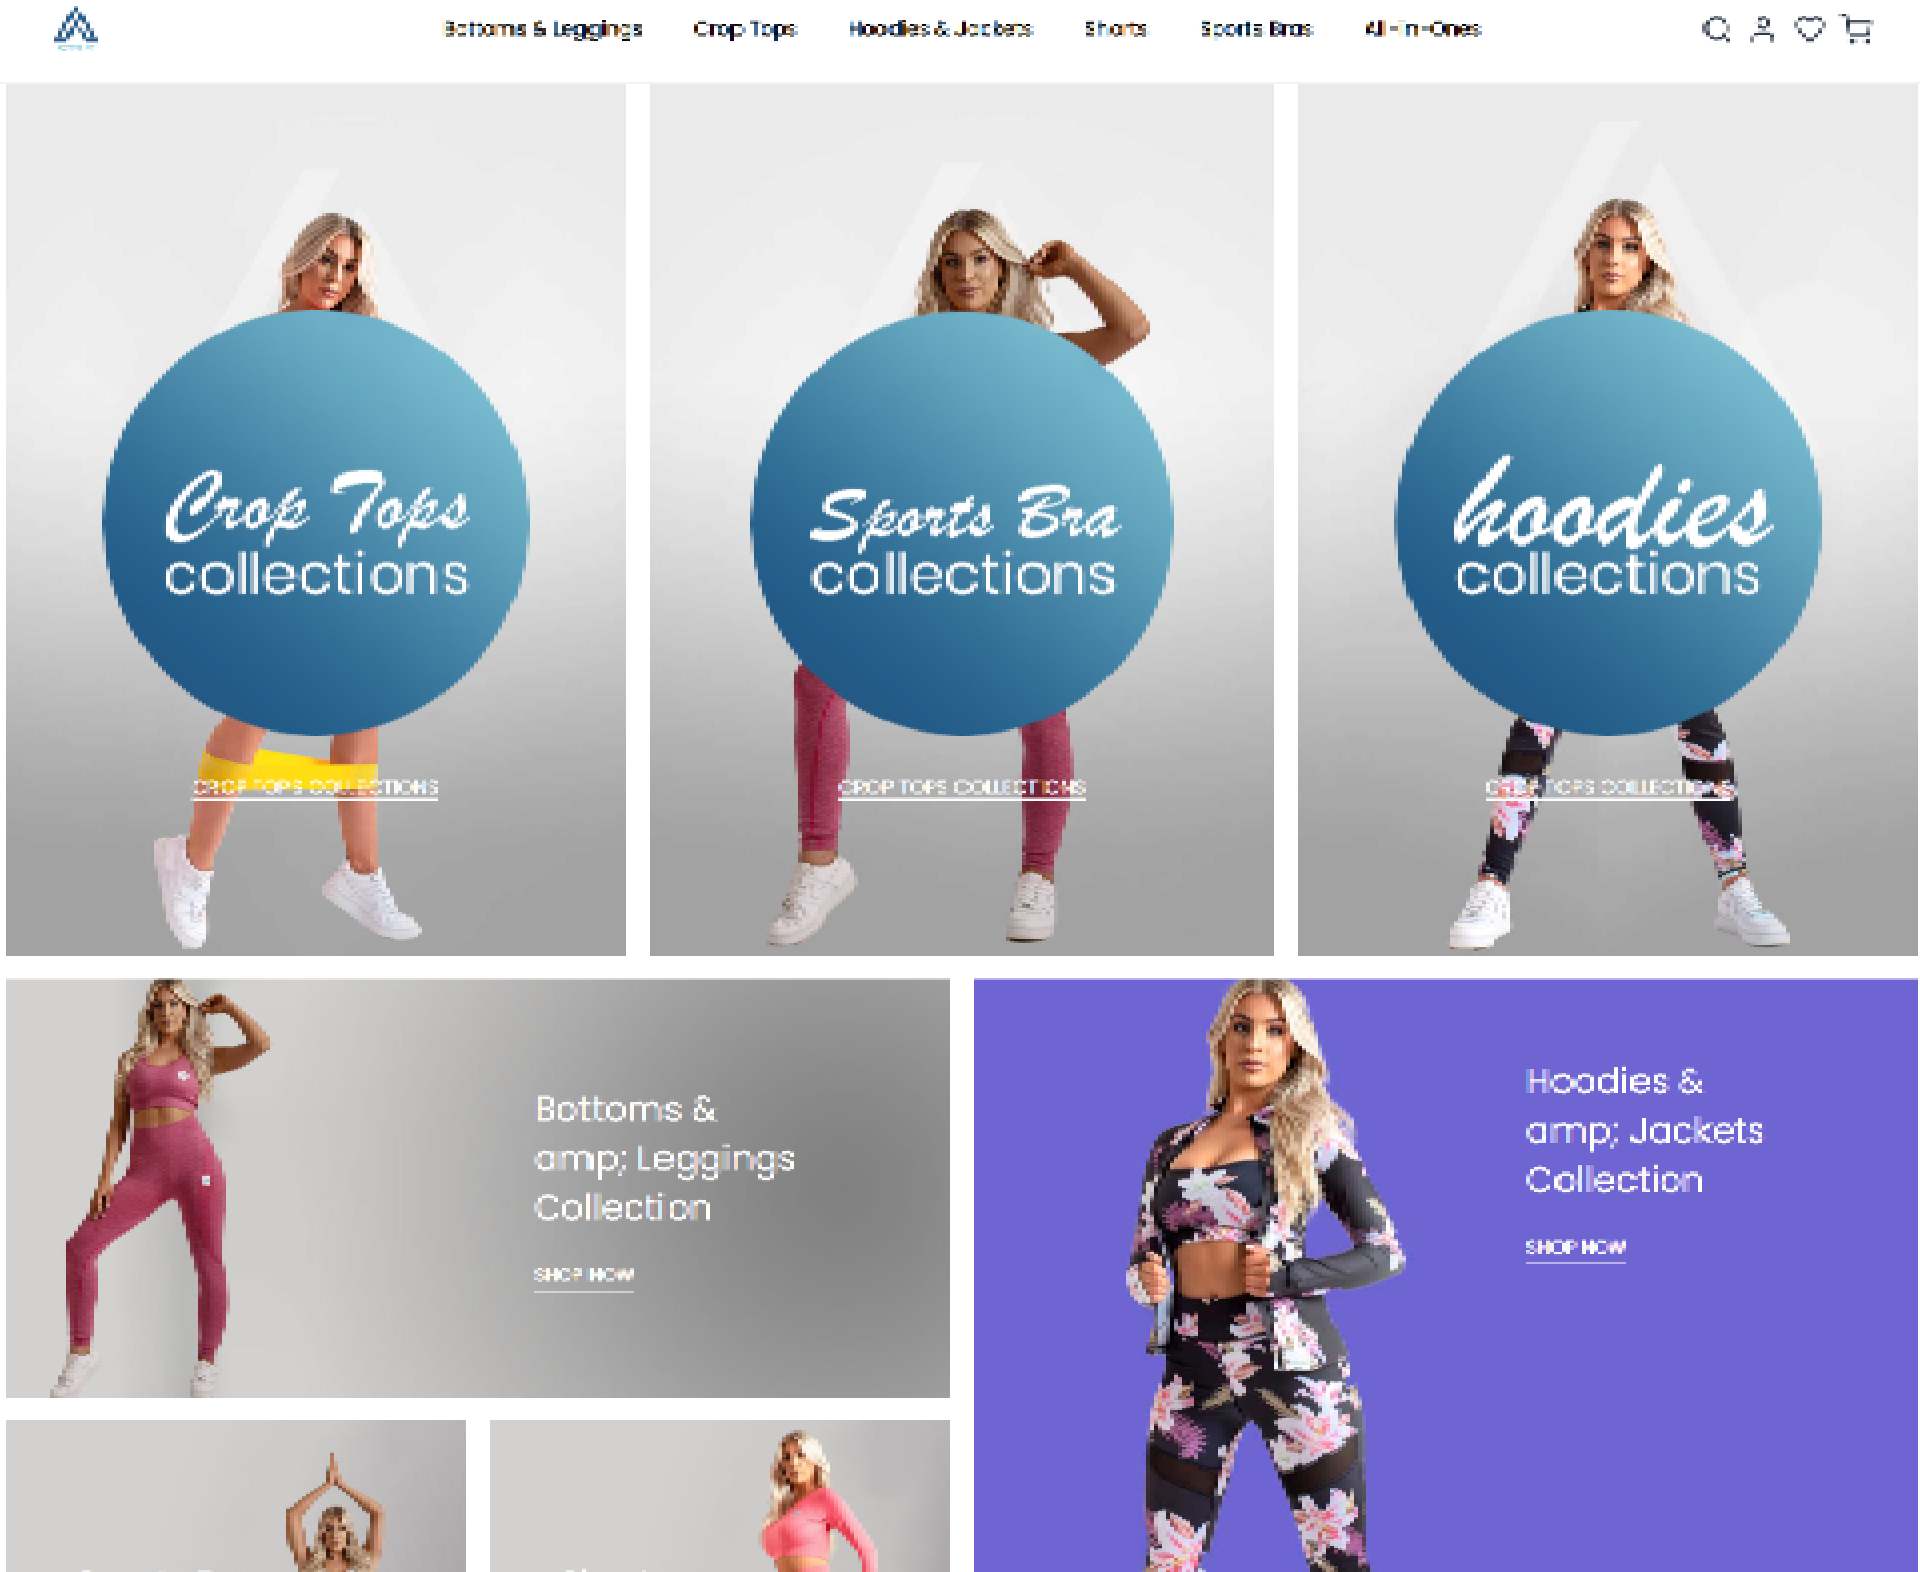 Bottoms & Leggings Crop Tops Hoodies & Jackets Shorts Sports Bras All-In-Ones
Crop Tops
collections
CROP TOPS COLLECTIONS
Sports Bra
collections
CROP TOPS COLLECTIONS
hoodies
collections
CROP TOPS COLLECTIONS
Bottoms &
amp; Leggings
Collection
SHOP NOW
Hoodies &
amp; Jackets
Collection
SHOP NOW